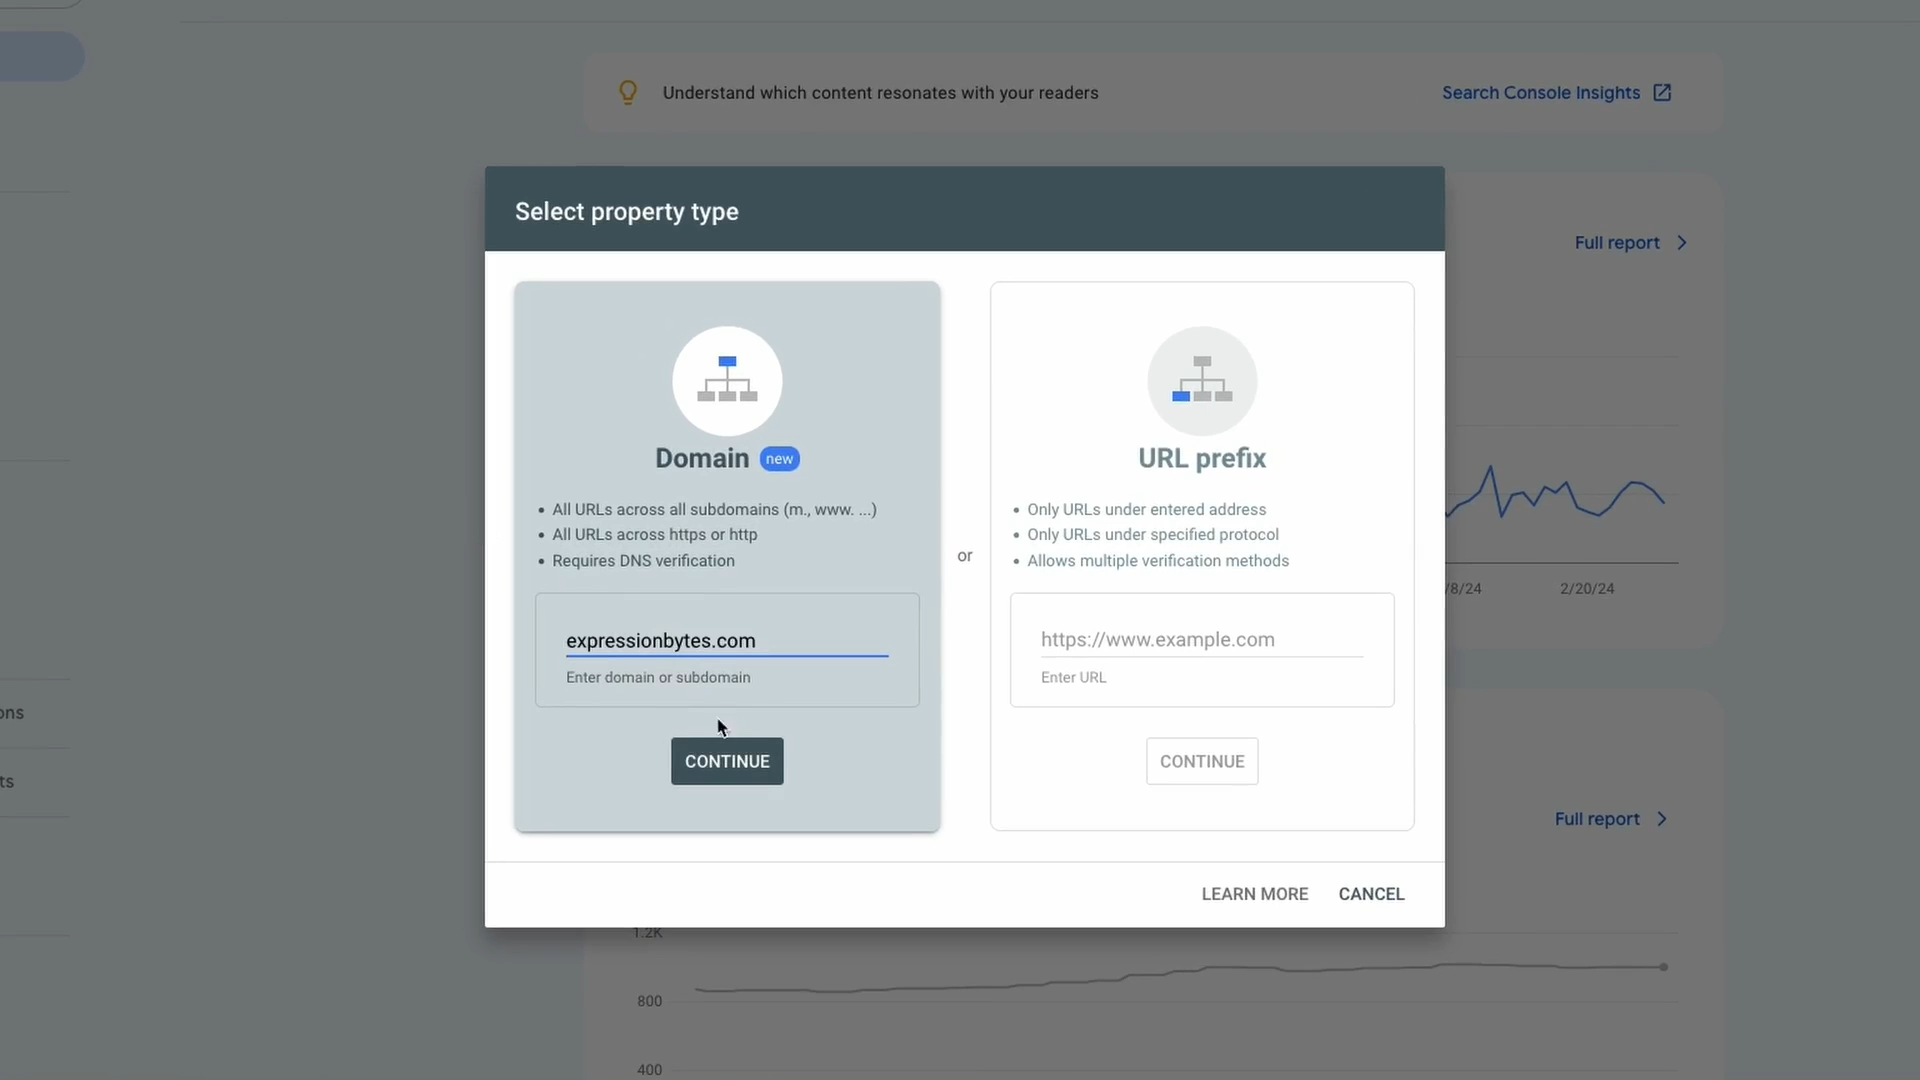 Understand which content resonates with your readers
Search Console Insights
Select property type
Full report
Domain new
All URLs across all subdomains (m., www. ...)
All URLs across https or http
Requires DNS verification
expressionbytes.com
Enter domain or subdomain
CONTINUE
or
URL prefix
Only URLs under entered address
Only URLs under specified protocol
Allows multiple verification methods
https://www.example.com
Enter URL
CONTINUE
/8/24
2/20/24
ons
ts
Full report
LEARN MORE
CANCEL
1.2K
800
400